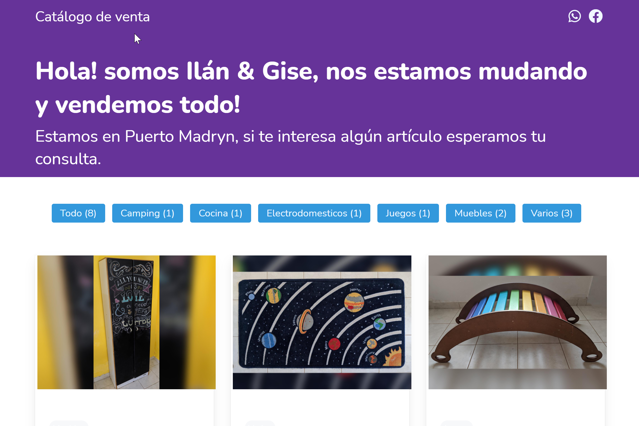 Catálogo de venta
Hola! somos Ilán & Gise, nos estamos mudando
y vendemos todo!
Estamos en Puerto Madryn, si te interesa algún artículo esperamos tu
consulta.
Todo (8) Camping (1) Cocina (1) Electrodomesticos (1) Juegos (1) Muebles (2) Varios (3)